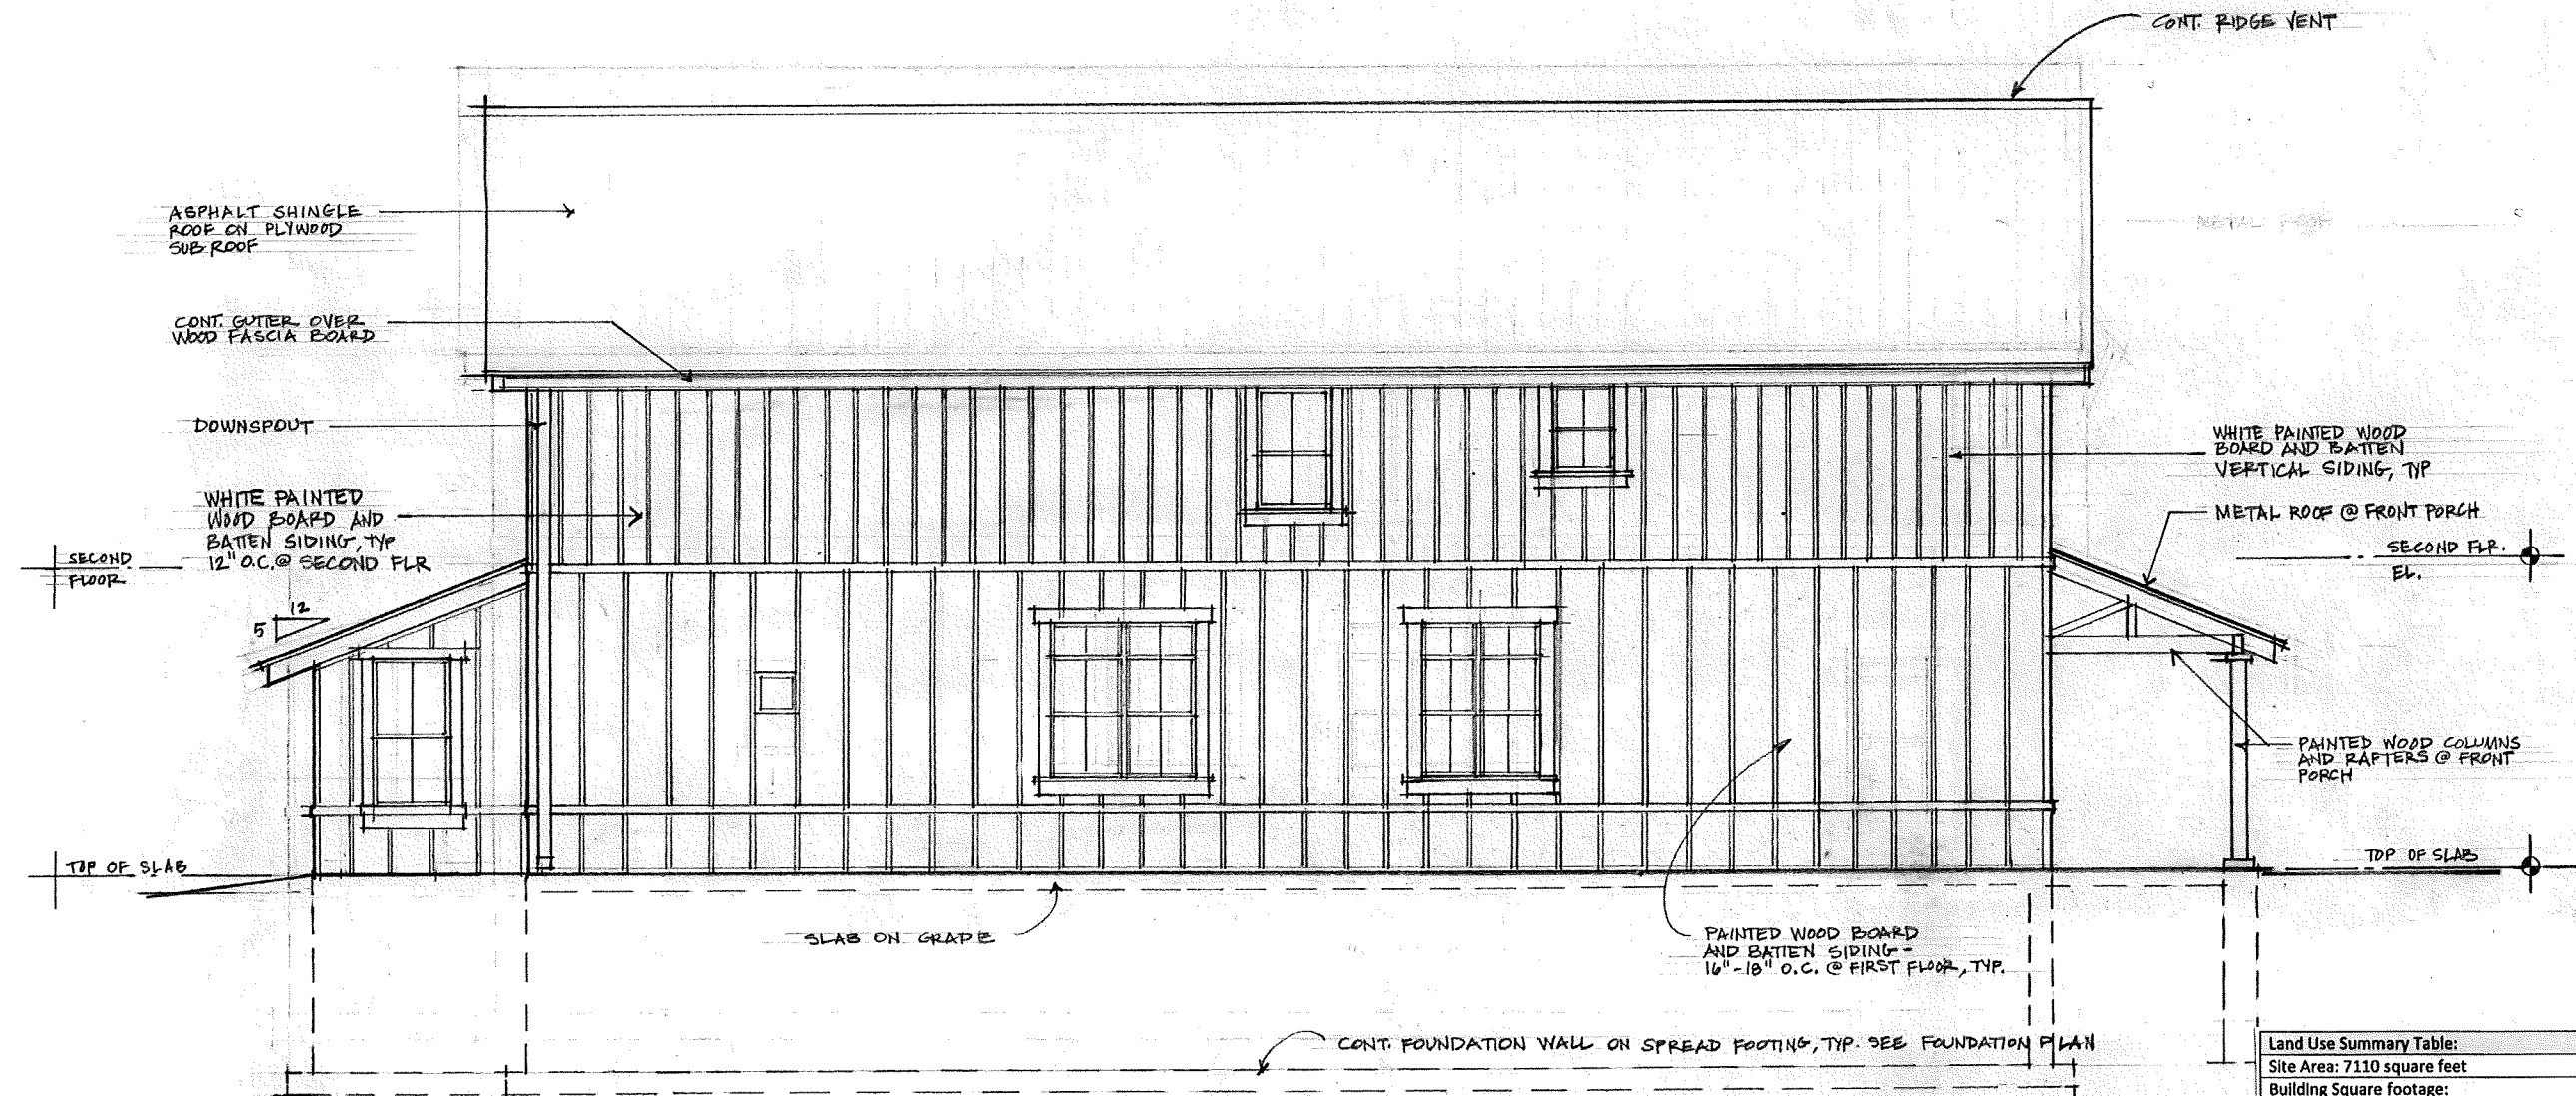 CONT. RIDGE VENT
ASPHALT SHINGLE
ROOF ON PLYWOOD
SUB ROOF
METAL ROOF
CONT. GUTTER OVER
WOOD FASCIA BOARD
DOWNSPOUT
WHITE PAINTED WOOD
BOARD AND BATTEN
VERTICAL SIDING, TYP
WHITE PAINTED
WOOD BOARD AND
BATTEN SIDING, TYP
12" O.C. @ SECOND FLR
METAL ROOF @ FRONT PORCH
SECOND
FLOOR
SECOND FLR.
EL.
12
5
PAINTED WOOD COLUMNS
AND RAFTERS @ FRONT
PORCH
TOP OF SLAB
TOP OF SLAB
SLAB ON GRADE
PAINTED WOOD BOARD
AND BATTEN SIDING -
16"-18" O.C. @ FIRST FLOOR, TYP.
CONT. FOUNDATION WALL ON SPREAD FOOTING, TYP. SEE FOUNDATION PLAN
Land Use Summary Table:
Site Area: 7110 square feet
Building Square footage: